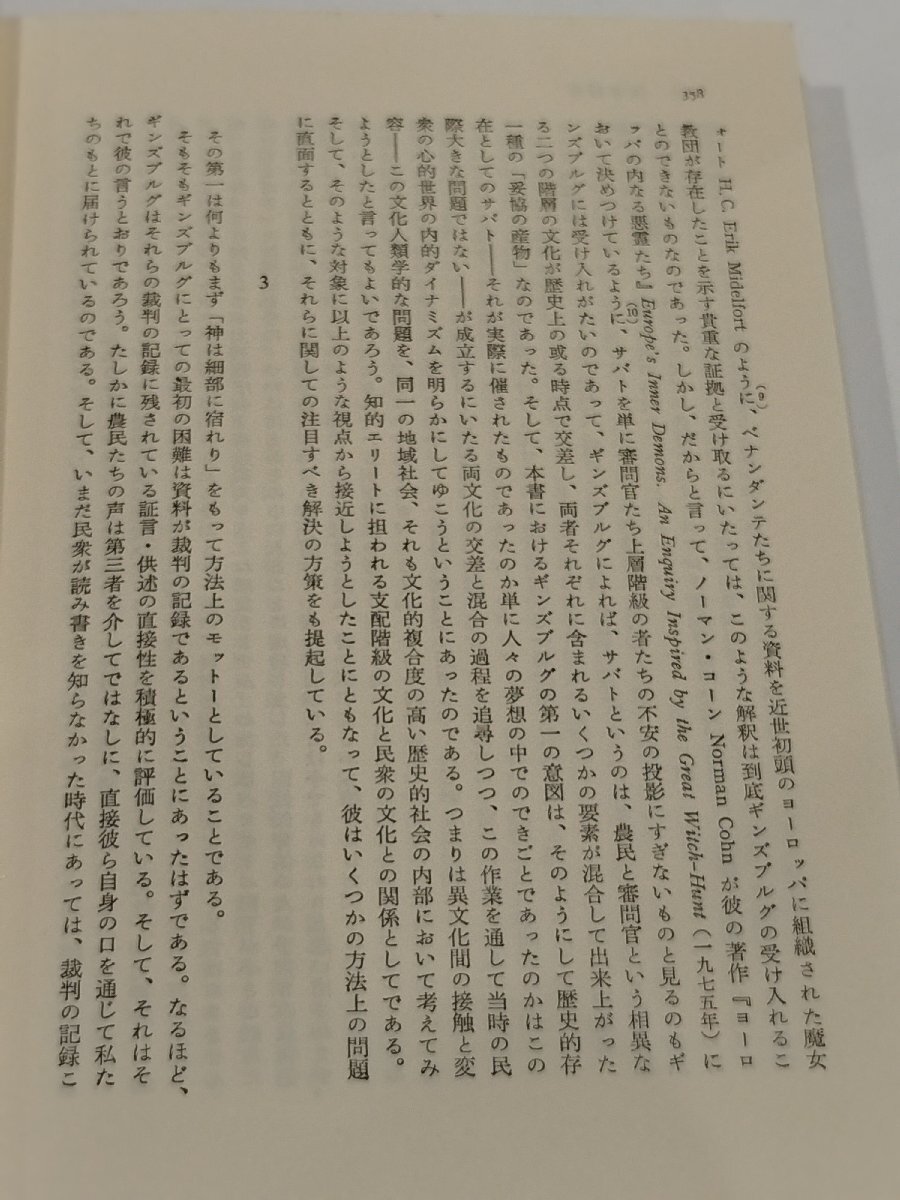 358
ォート H.C. Erik Midelfort のように、ベナンダンテたちに関する資料を近世初頭のヨーロッパに組織された魔女
教団が存在したことを示す貴重な証拠と受け取るにいたっては、このような解釈は到底ギンズブルグの受け入れるこ
とのできないものなのであった。しかし、だからと言って、ノーマン・コーン Norman Cohn が彼の著作『ヨーロ
ッパの内なる悪霊たち』 Europe's Inner Demons. An Enquiry Inspired by the Great Witch-Hunt (一九七五年) に
おいて決めつけているように、サバトを単に審問官たち上層階級の者たちの不安の投影にすぎないものと見るのもギ
ンズブルグには受け入れがたいのであって、ギンズブルグによれば、サバトというのは、農民と審問官という相異な
る二つの階層の文化が歴史上の或る時点で交差し、両者それぞれに含まれるいくつかの要素が混合して出来上がった
一種の「妥協の産物」なのであった。そして、本書におけるギンズブルグの第一の意図は、そのようにして歴史的存
在としてのサバト――それが実際に催されたものであったのか単に人々の夢想の中でのできごとであったのかはこの
際大きな問題ではない――が成立するにいたる両文化の交差と混合の過程を追尋しつつ、この作業を通して当時の民
衆の心的世界の内的ダイナミズムを明らかにしてゆこうということにあったのである。つまりは異文化間の接触と変
容――この文化人類学的な問題を、同一の地域社会、それも文化的複合度の高い歴史的社会の内部において考えてみ
ようとしたと言ってもよいであろう。知的エリートに担われる支配階級の文化と民衆の文化との関係としてである。
そして、そのような対象に以上のような視点から接近しようとしたことにともなって、彼はいくつかの方法上の問題
に直面するとともに、それらに関しての注目すべき解決の方策をも提起している。
3
その第一は何よりもまず「神は細部に宿れり」をもって方法上のモットーとしていることである。
そもそもギンズブルグにとっての最初の困難は資料が裁判の記録であるということにあったはずである。なるほど、
ギンズブルグはそれらの裁判の記録に残されている証言・供述の直接性を積極的に評価している。そして、それはそ
れで彼の言うとおりであろう。たしかに農民たちの声は第三者を介してではなしに、直接彼ら自身の口を通じて私た
ちのもとに届けられているのである。そして、いまだ民衆が読み書きを知らなかった時代にあっては、裁判の記録こ